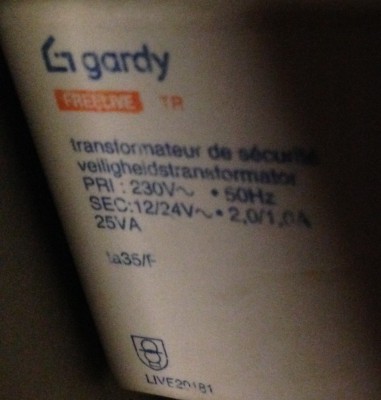 gardy
FREELIVE TR
transformateur de sécurité
veiligheidstransformator
PRI : 230V~ • 50Hz
SEC:12/24V~ • 2,0/1,0A
25VA
ta35/F
LIVE20181